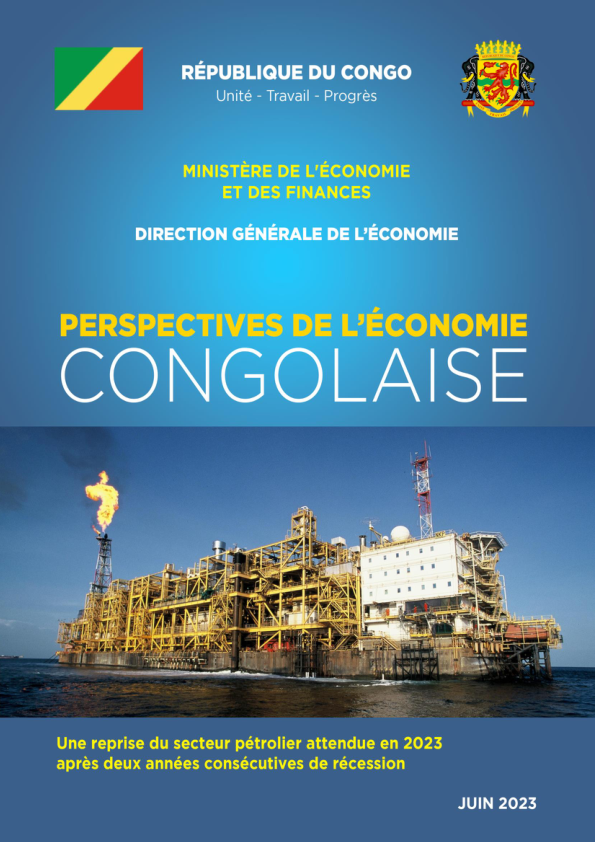 RÉPUBLIQUE DU CONGO
Unité - Travail - Progrès
MINISTÈRE DE L'ÉCONOMIE
ET DES FINANCES
DIRECTION GÉNÉRALE DE L'ÉCONOMIE
PERSPECTIVES DE L'ÉCONOMIE
CONGOLAISE
Une reprise du secteur pétrolier attendue en 2023
après deux années consécutives de récession
JUIN 2023